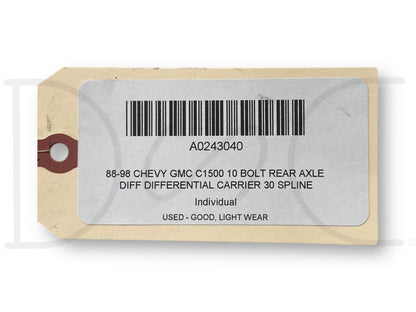 A0243040
88-98 CHEVY GMC C1500 10 BOLT REAR AXLE
DIFF DIFFERENTIAL CARRIER 30 SPLINE
Individual
USED - GOOD, LIGHT WEAR